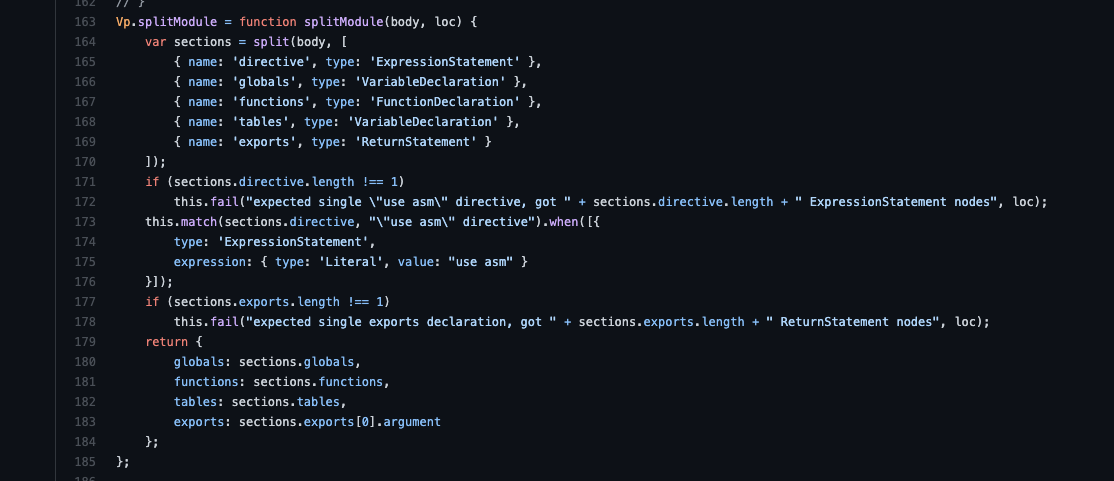 162 // }
163 Vp.splitModule = function splitModule(body, loc) {
164 var sections = split(body, [
165 { name: 'directive', type: 'ExpressionStatement' },
166 { name: 'globals', type: 'VariableDeclaration' },
167 { name: 'functions', type: 'FunctionDeclaration' },
168 { name: 'tables', type: 'VariableDeclaration' },
169 { name: 'exports', type: 'ReturnStatement' }
170 ]);
171 if (sections.directive.length !== 1)
172 this.fail("expected single \"use asm\" directive, got " + sections.directive.length + " ExpressionStatement nodes", loc);
173 this.match(sections.directive, "\"use asm\" directive").when([{
174 type: 'ExpressionStatement',
175 expression: { type: 'Literal', value: "use asm" }
176 }]);
177 if (sections.exports.length !== 1)
178 this.fail("expected single exports declaration, got " + sections.exports.length + " ReturnStatement nodes", loc);
179 return {
180 globals: sections.globals,
181 functions: sections.functions,
182 tables: sections.tables,
183 exports: sections.exports[0].argument
184 };
185 };
186